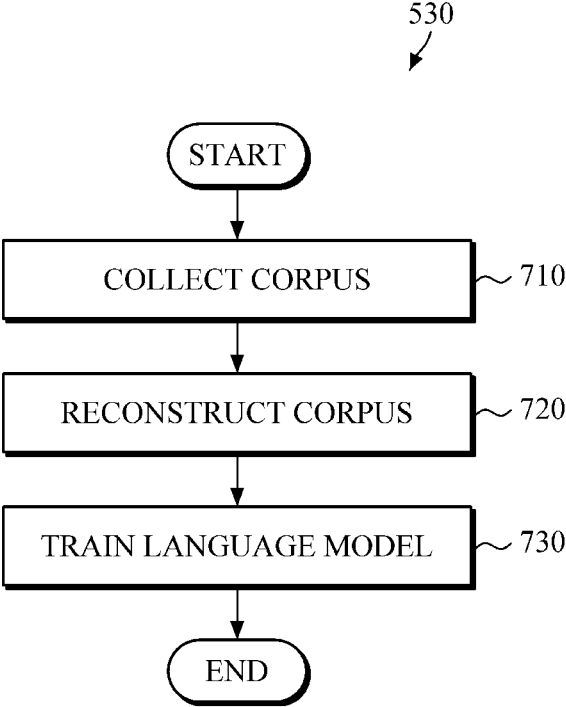 530
START
COLLECT CORPUS 710
RECONSTRUCT CORPUS 720
TRAIN LANGUAGE MODEL 730
END